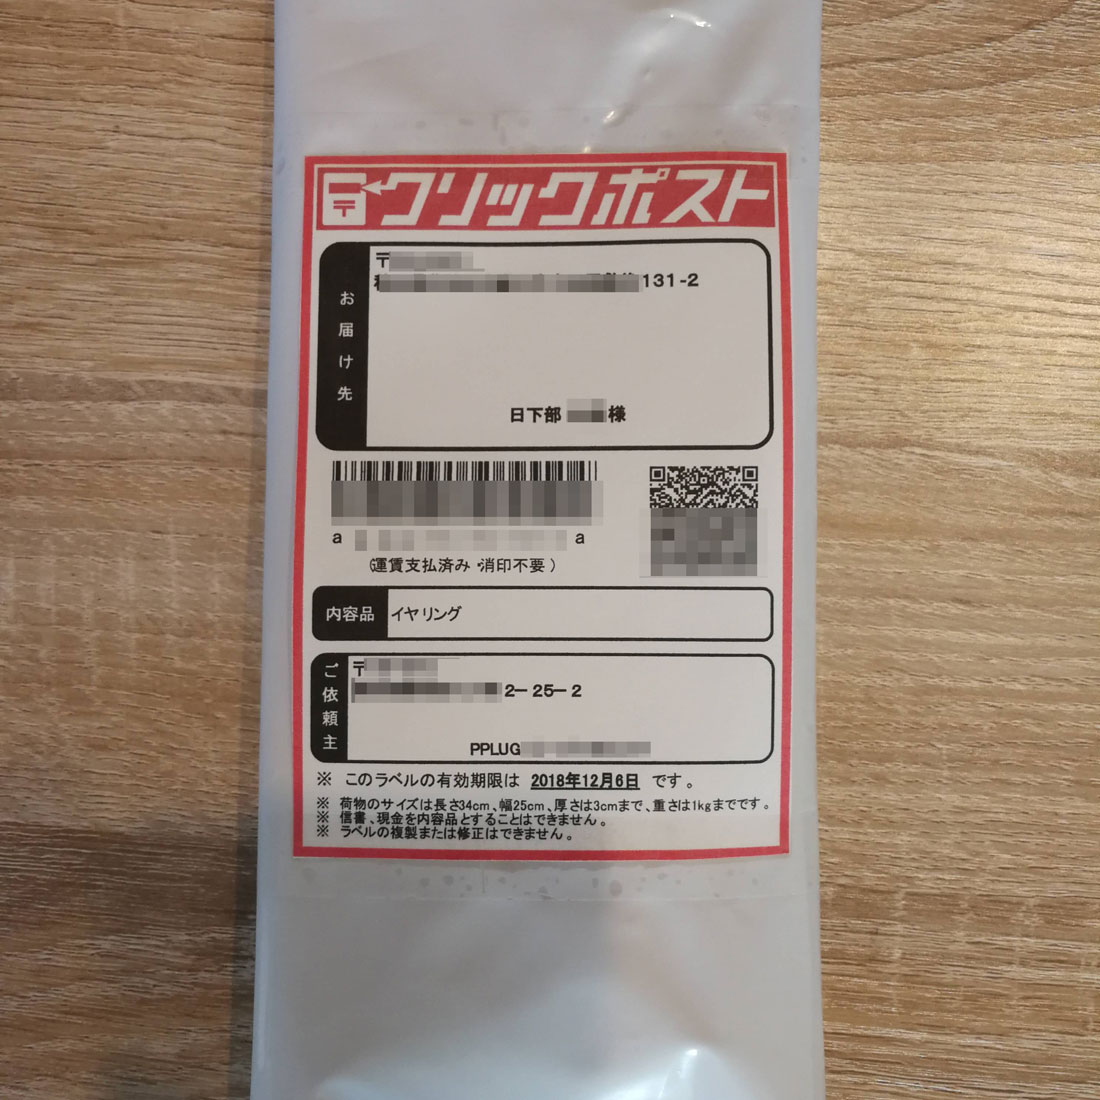 クリックポスト
お届け先
〒
131-2
日下部 様
a a
(運賃支払済み・消印不要)
内容品 イヤリング
ご依頼主
〒
2-25-2
PPLUG
※ このラベルの有効期限は 2018年12月6日 です。
※ 荷物のサイズは長さ34cm、幅25cm、厚さは3cmまで、重さは1kgまでです。
※ 信書、現金を内容品とすることはできません。
※ ラベルの複製または修正はできません。